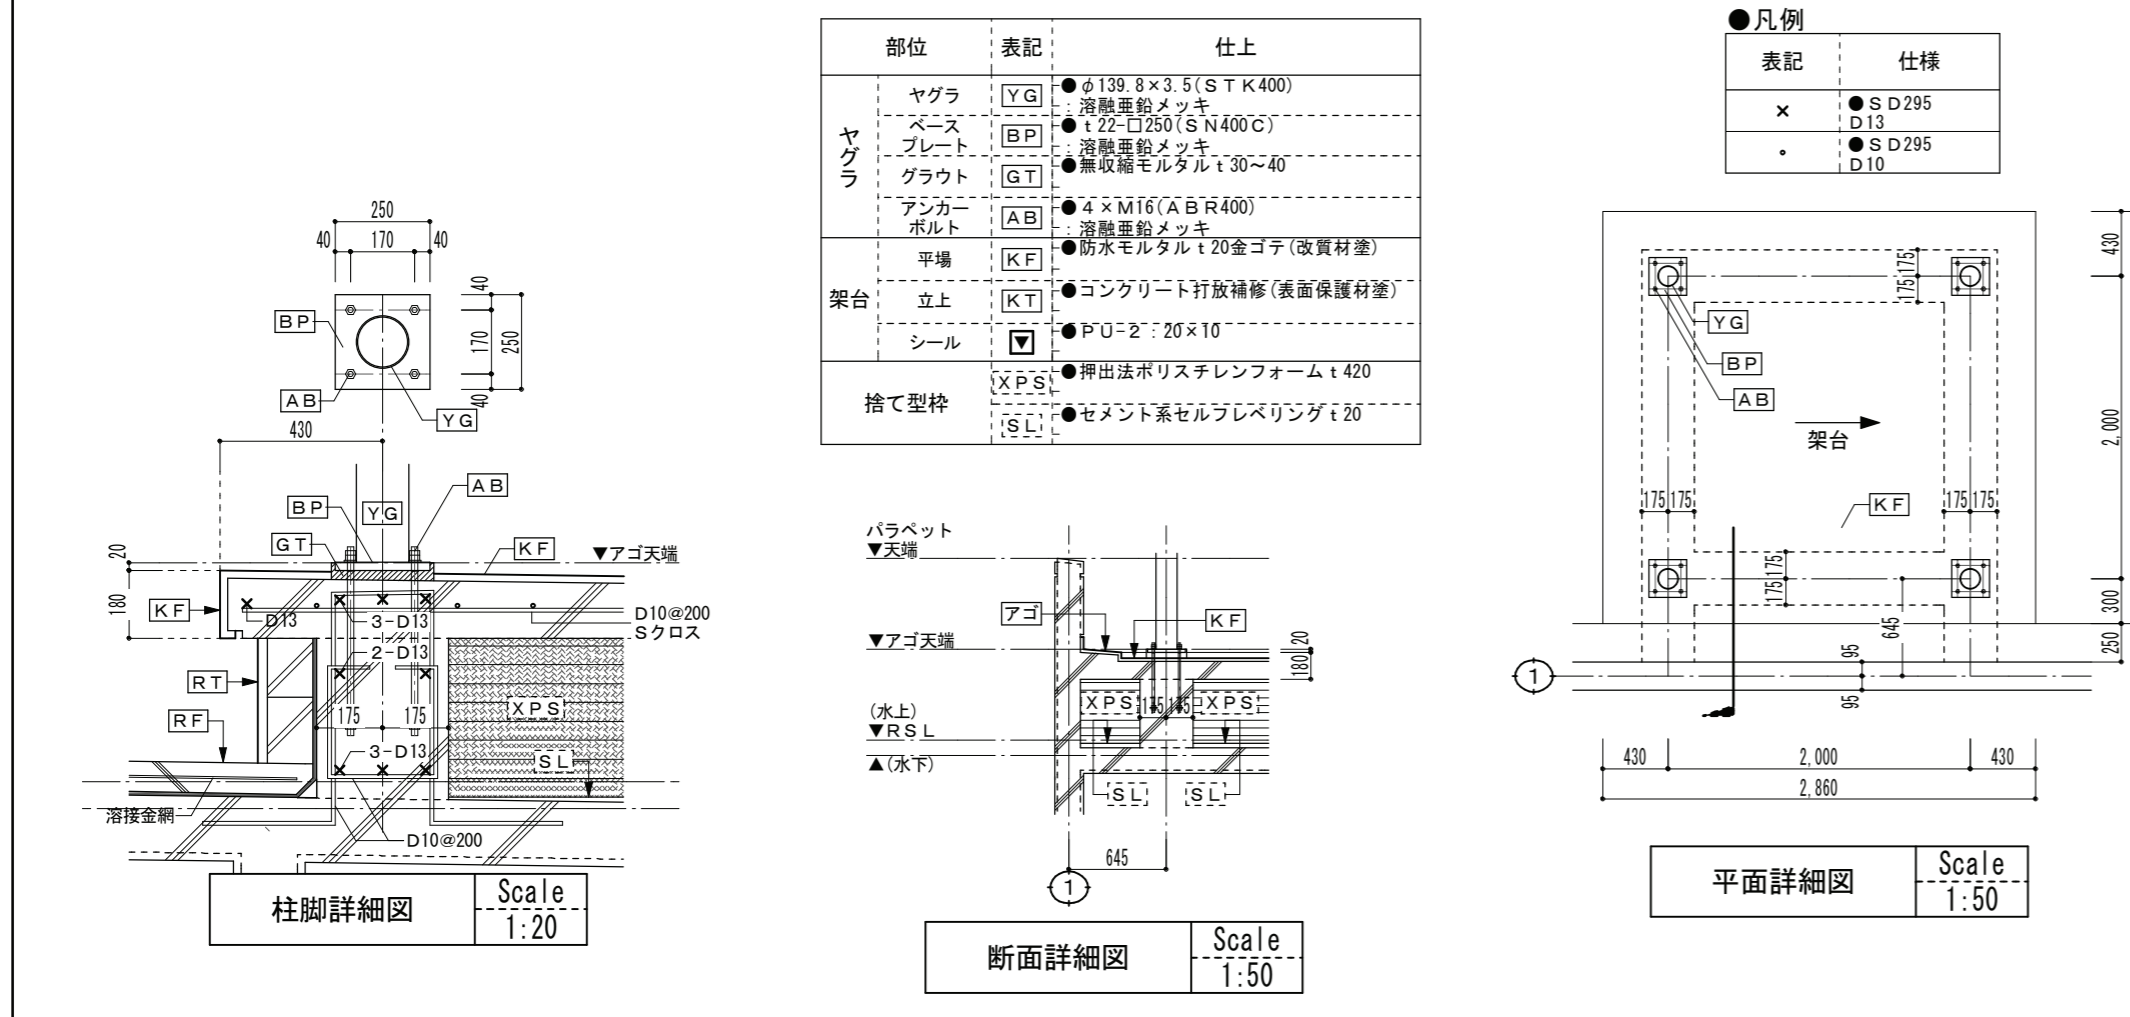 部位 表記 仕上
ヤグラ
ヤグラ YG ●φ139.8×3.5(STK400)
:溶融亜鉛メッキ
ベース
プレート BP ●t22-□250(SN400C)
:溶融亜鉛メッキ
グラウト GT ●無収縮モルタルt30~40
アンカー
ボルト AB ●4×M16(ABR400)
:溶融亜鉛メッキ
架台
平場 KF ●防水モルタルt20金ゴテ(改質材塗)
立上 KT ●コンクリート打放補修(表面保護材塗)
シール ▼ ●PU-2:20×10
捨て型枠
XPS ●押出法ポリスチレンフォームt420
SL ●セメント系セルフレベリングt20
●凡例
表記 仕様
× ●SD295
D13
∘ ●SD295
D10
250
40 170 40
40
170
250
40
BP
AB
YG
430
AB
BP
YG
GT
KF
▼アゴ天端
20
180
KF
D13
3-D13
D10@200
Sクロス
2-D13
RT
175 175
XPS
RF
3-D13
SL
溶接金網
D10@200
柱脚詳細図
Scale
1:20
パラペット
▼天端
アゴ
KF
▼アゴ天端
20
180
XPS
175 175
XPS
(水上)
▼RSL
▲(水下)
SL
SL
645
1
断面詳細図
Scale
1:50
430
175
175
YG
BP
AB
架台
2,000
175 175
175 175
KF
175
175
300
645
250
95
1
95
430 2,000 430
2,860
平面詳細図
Scale
1:50